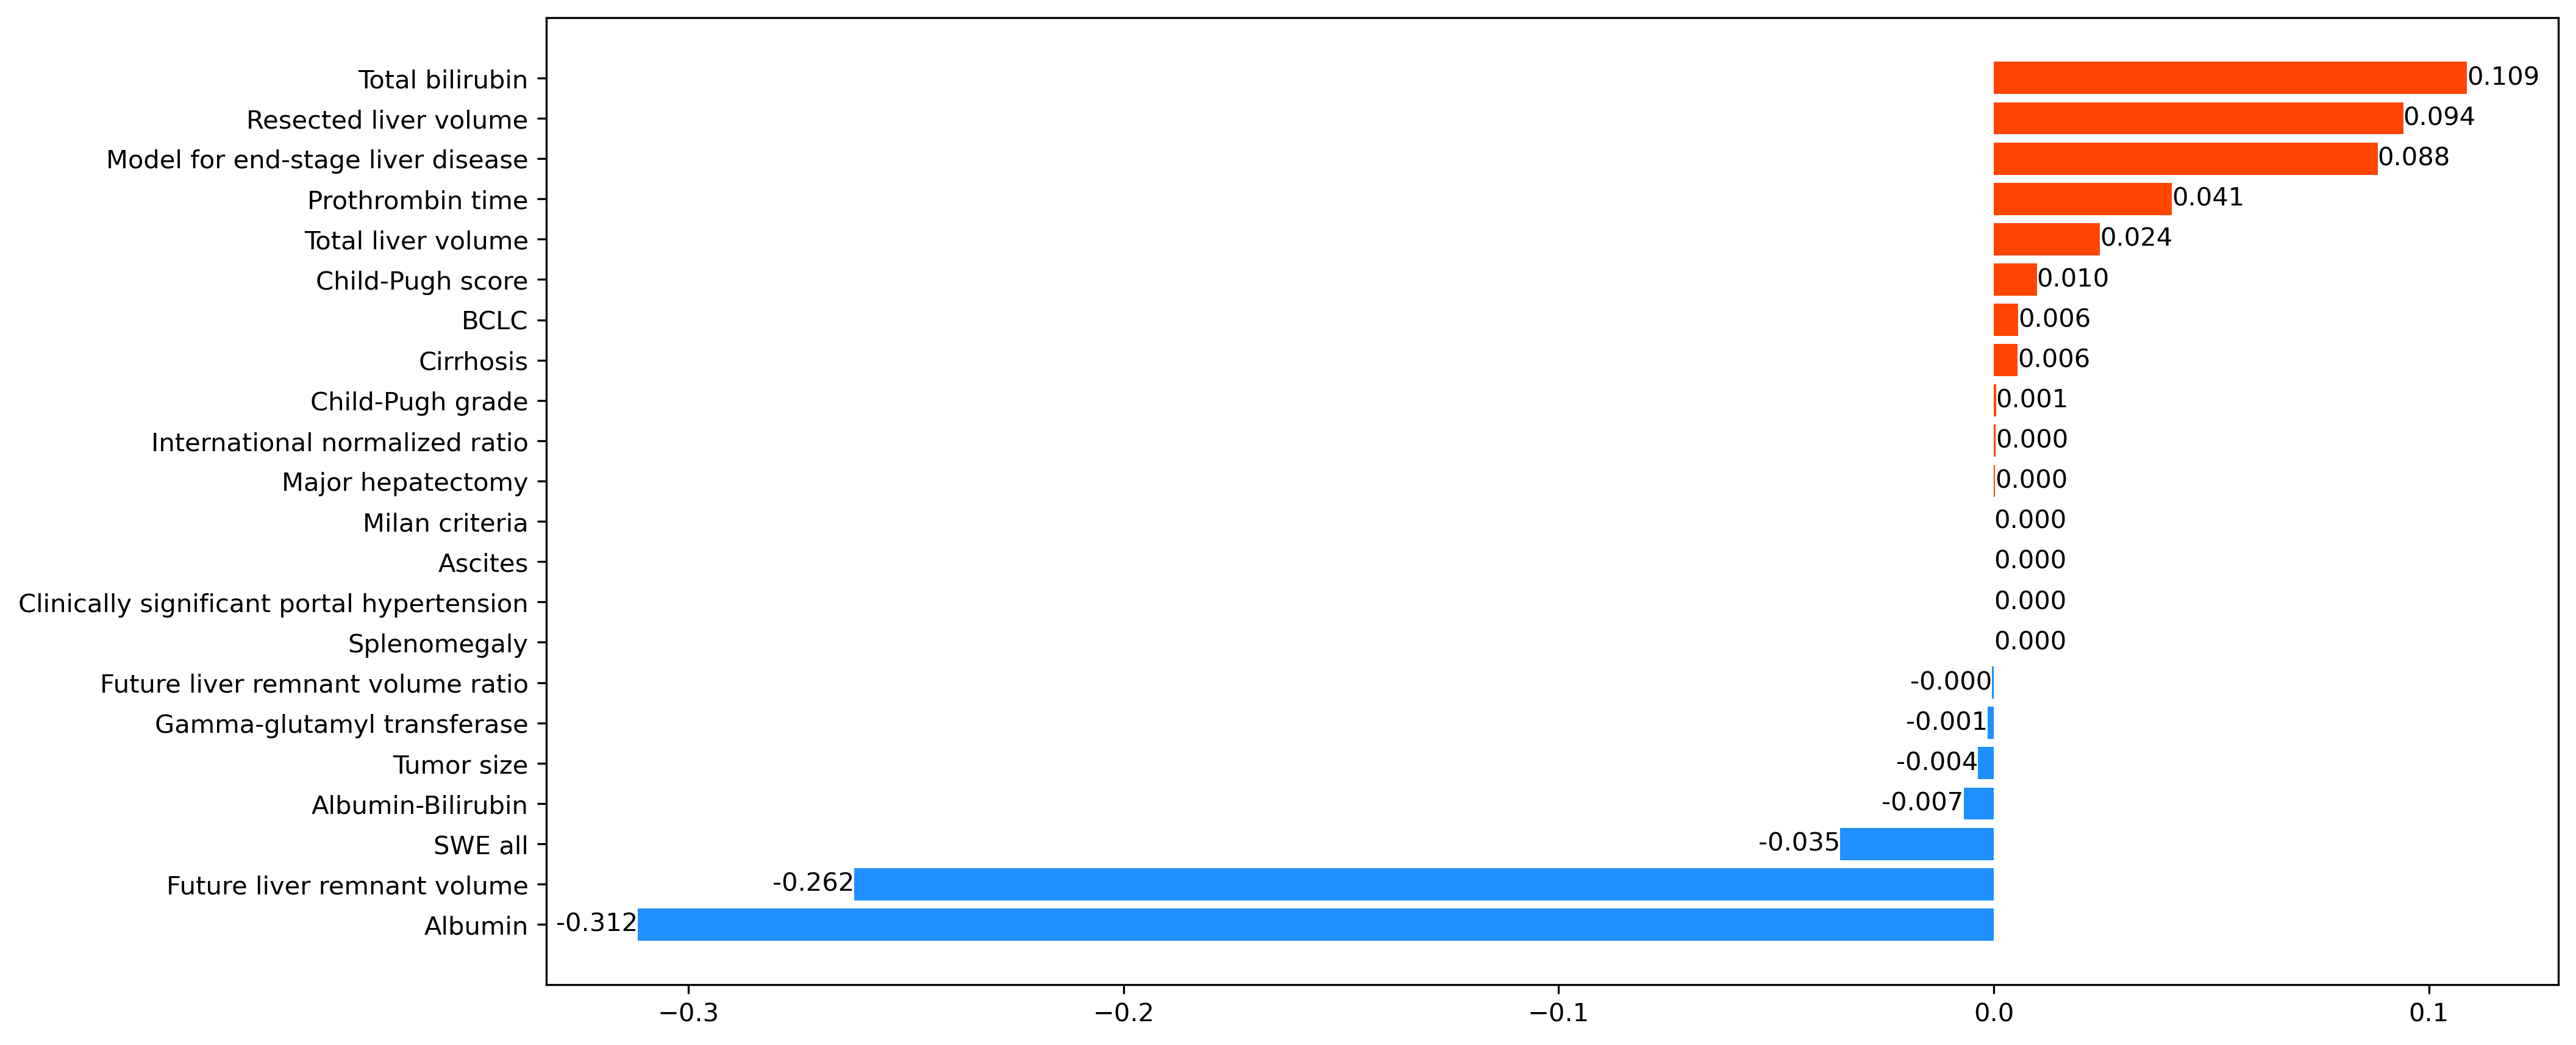 Total bilirubin 0.109
Resected liver volume 0.094
Model for end-stage liver disease 0.088
Prothrombin time 0.041
Total liver volume 0.024
Child-Pugh score 0.010
BCLC 0.006
Cirrhosis 0.006
Child-Pugh grade 0.001
International normalized ratio 0.000
Major hepatectomy 0.000
Milan criteria 0.000
Ascites 0.000
Clinically significant portal hypertension 0.000
Splenomegaly 0.000
Future liver remnant volume ratio -0.000
Gamma-glutamyl transferase -0.001
Tumor size -0.004
Albumin-Bilirubin -0.007
SWE all -0.035
Future liver remnant volume -0.262
Albumin -0.312
−0.3 −0.2 −0.1 0.0 0.1